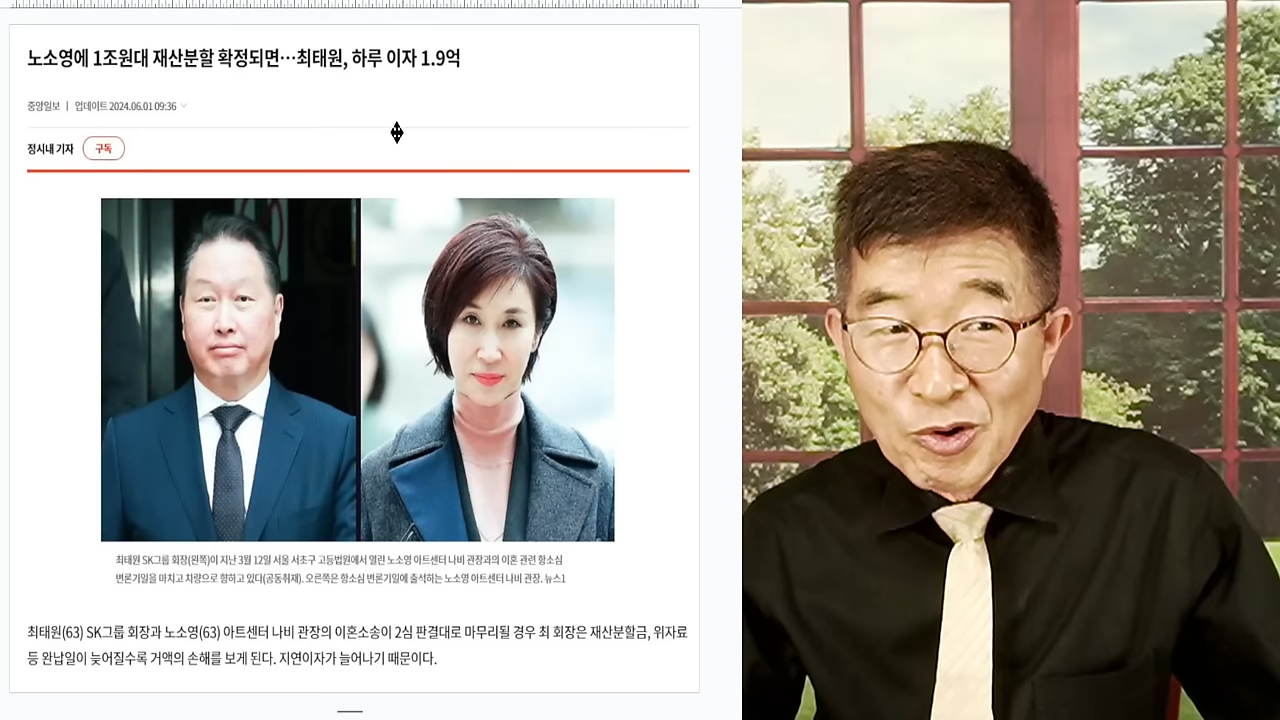 노소영에 1조원대 재산분할 확정되면…최태원, 하루 이자 1.9억
중앙일보 | 업데이트 2024.06.01 09:36
정시내 기자 구독
최태원 SK그룹 회장(왼쪽)이 지난 3월 12일 서울 서초구 고등법원에서 열린 노소영 아트센터 나비 관장과의 이혼 관련 항소심
변론기일을 마치고 차량으로 향하고 있다(공동취재). 오른쪽은 항소심 변론기일에 출석하는 노소영 아트센터 나비 관장. 뉴스1
최태원(63) SK그룹 회장과 노소영(63) 아트센터 나비 관장의 이혼소송이 2심 판결대로 마무리될 경우 최 회장은 재산분할금, 위자료
등 완납일이 늦어질수록 거액의 손해를 보게 된다. 지연이자가 늘어나기 때문이다.